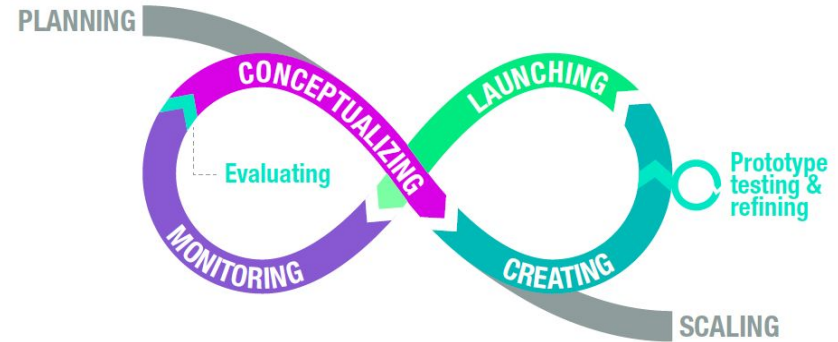 PLANNING
CONCEPTUALIZING
LAUNCHING
Evaluating
Prototype
testing &
refining
MONITORING
CREATING
SCALING